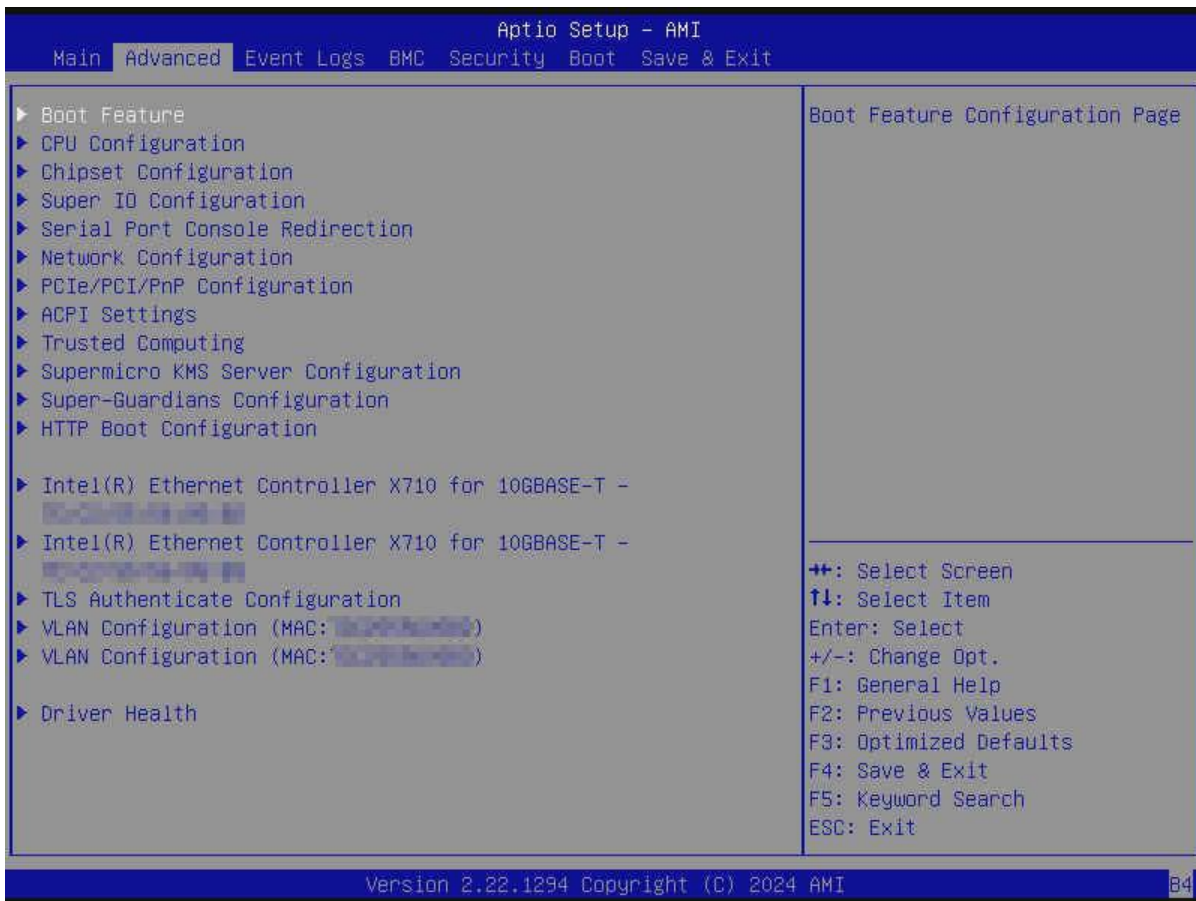 Aptio Setup - AMI
Main Advanced Event Logs BMC Security Boot Save & Exit
▶ Boot Feature
▶ CPU Configuration
▶ Chipset Configuration
▶ Super IO Configuration
▶ Serial Port Console Redirection
▶ Network Configuration
▶ PCIe/PCI/PnP Configuration
▶ ACPI Settings
▶ Trusted Computing
▶ Supermicro KMS Server Configuration
▶ Super-Guardians Configuration
▶ HTTP Boot Configuration
▶ Intel(R) Ethernet Controller X710 for 10GBASE-T -
▶ Intel(R) Ethernet Controller X710 for 10GBASE-T -
▶ TLS Authenticate Configuration
▶ VLAN Configuration (MAC: )
▶ VLAN Configuration (MAC: )
▶ Driver Health
Boot Feature Configuration Page
→←: Select Screen
↑↓: Select Item
Enter: Select
+/-: Change Opt.
F1: General Help
F2: Previous Values
F3: Optimized Defaults
F4: Save & Exit
F5: Keyword Search
ESC: Exit
Version 2.22.1294 Copyright (C) 2024 AMI
B4